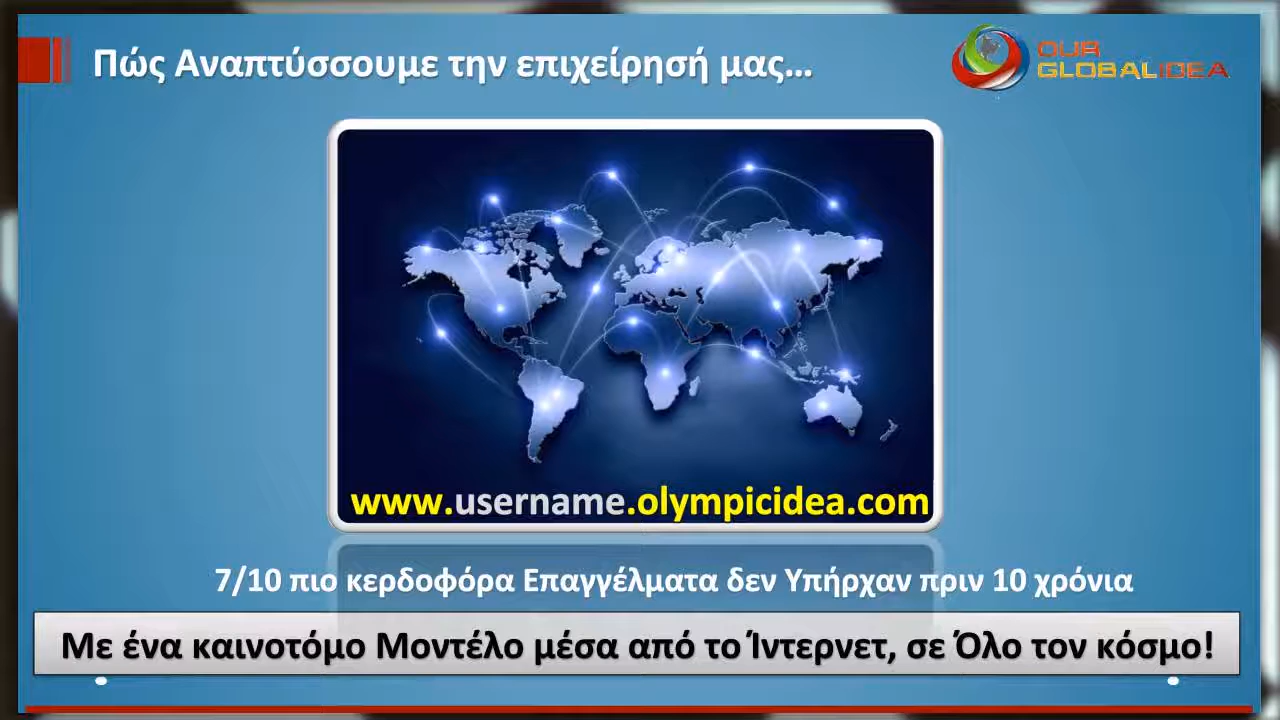 Πώς Αναπτύσσουμε την επιχείρησή μας...
OUR
GLOBALIDEA
www.username.olympicidea.com
7/10 πιο κερδοφόρα Επαγγέλματα δεν Υπήρχαν πριν 10 χρόνια
Με ένα καινοτόμο Μοντέλο μέσα από το Ίντερνετ, σε Όλο τον κόσμο!